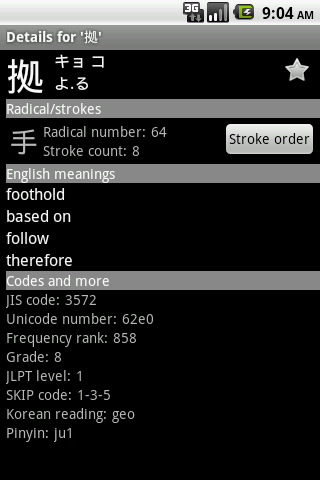 3G 9:04 AM
Details for '拠'
拠 キョ コ
よ.る
Radical/strokes
手 Radical number: 64
Stroke count: 8
Stroke order
English meanings
foothold
based on
follow
therefore
Codes and more
JIS code: 3572
Unicode number: 62e0
Frequency rank: 858
Grade: 8
JLPT level: 1
SKIP code: 1-3-5
Korean reading: geo
Pinyin: ju1